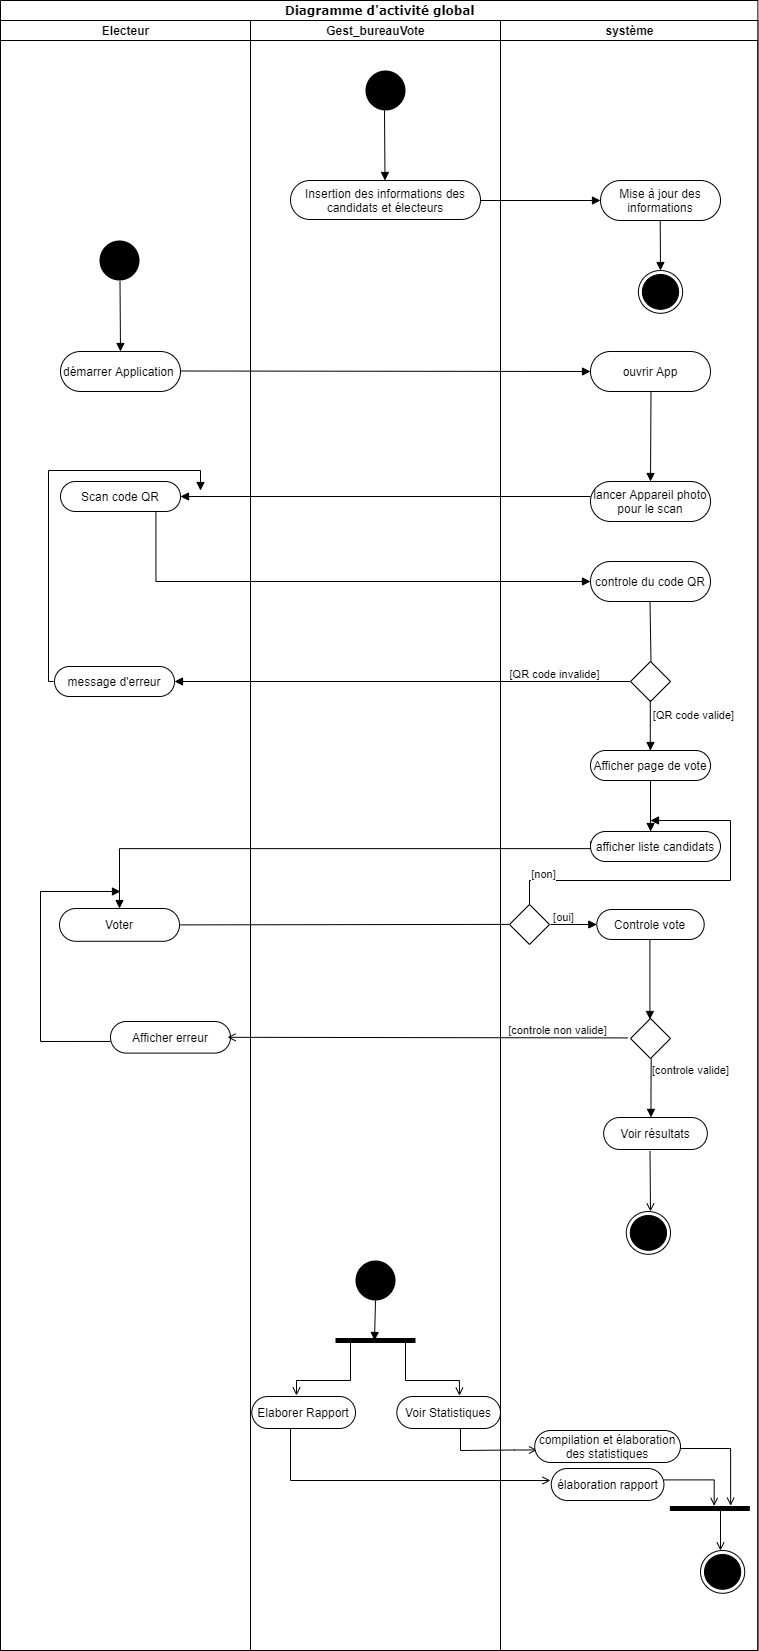 Diagramme d'activité global
Electeur
Gest_bureauVote
système
Insertion des informations des
candidats et électeurs
Mise à jour des
informations
démarrer Application
ouvrir App
Scan code QR
lancer Appareil photo
pour le scan
controle du code QR
message d'erreur
[QR code invalide]
[QR code valide]
Afficher page de vote
afficher liste candidats
[non]
Voter
[oui]
Controle vote
Afficher erreur
[controle non valide]
[controle valide]
Voir résultats
Elaborer Rapport
Voir Statistiques
compilation et élaboration
des statistiques
élaboration rapport